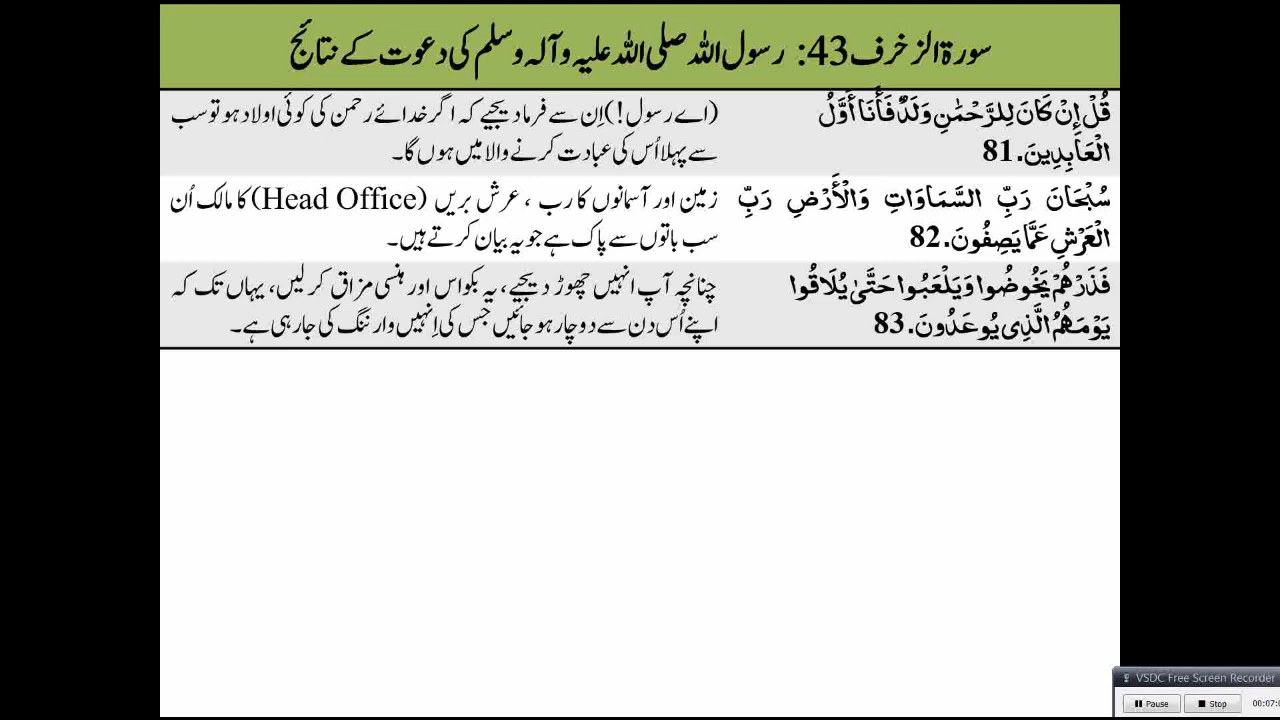 سورۃ الزخرف 43: رسول اللہ صلی اللہ علیہ وآلہ وسلم کی دعوت کے نتائج
قُلْ إِنْ كَانَ لِلرَّحْمَٰنِ وَلَدٌ فَأَنَا أَوَّلُ
الْعَابِدِينَ. 81
(اے رسول!) اِن سے فرما دیجیے کہ اگر خدائے رحمن کی کوئی اولاد ہو تو سب
سے پہلا اُس کی عبادت کرنے والا میں ہوں گا۔
سُبْحَانَ رَبِّ السَّمَاوَاتِ وَالْأَرْضِ رَبِّ
الْعَرْشِ عَمَّا يَصِفُونَ. 82
زمین اور آسمانوں کا رب ، عرش بریں (Head Office) کا مالک اُن
سب باتوں سے پاک ہے جو یہ بیان کرتے ہیں۔
فَذَرْهُمْ يَخُوضُوا وَيَلْعَبُوا حَتَّىٰ يُلَاقُوا
يَوْمَهُمُ الَّذِي يُوعَدُونَ. 83
چنانچہ آپ انہیں چھوڑ دیجیے، یہ بکواس اور ہنسی مزاق کر لیں، یہاں تک کہ
اپنے اُس دن سے دوچار ہو جائیں جس کی اِنہیں وارننگ کی جا رہی ہے۔
VSDC Free Screen Recorder
Pause Stop 00:07: